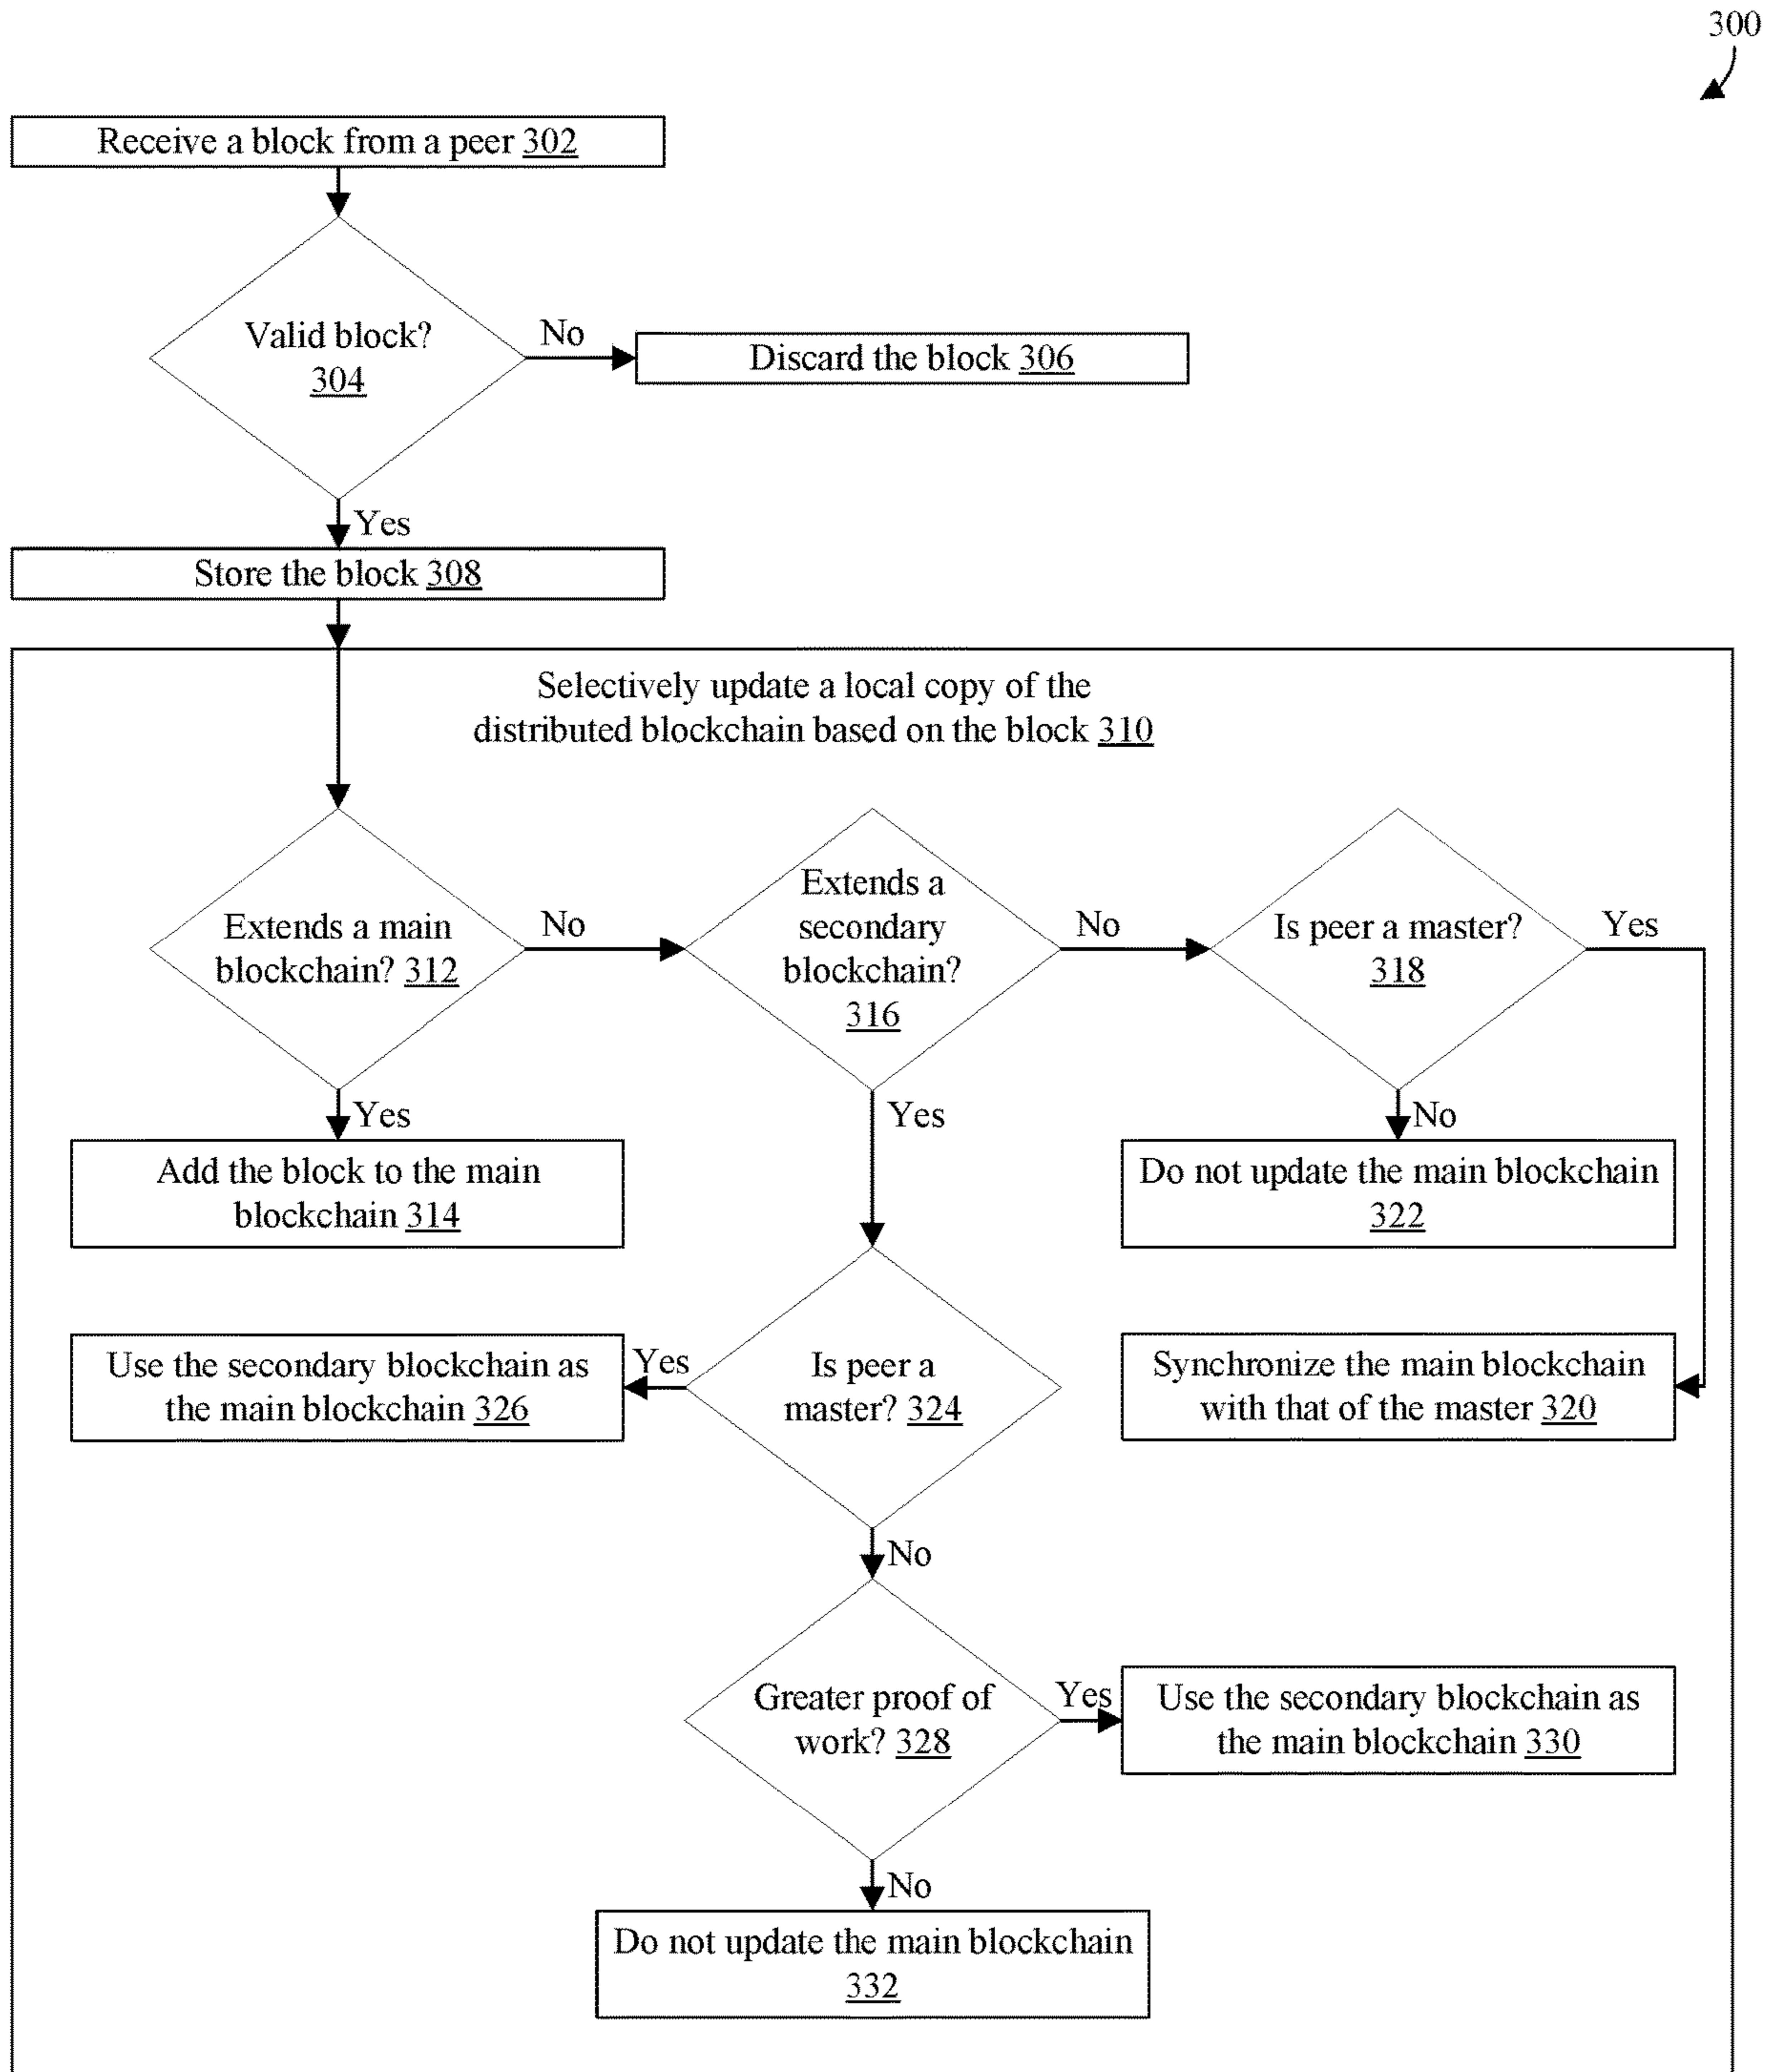 300
Receive a block from a peer 302
Valid block?
304
No
Discard the block 306
Yes
Store the block 308
Selectively update a local copy of the
distributed blockchain based on the block 310
Extends a main
blockchain? 312
No
Extends a
secondary
blockchain?
316
No
Is peer a master?
318
Yes
Yes
Add the block to the main
blockchain 314
Yes
No
Do not update the main blockchain
322
Use the secondary blockchain as
the main blockchain 326
Yes
Is peer a
master? 324
Synchronize the main blockchain
with that of the master 320
No
Greater proof of
work? 328
Yes
Use the secondary blockchain as
the main blockchain 330
No
Do not update the main blockchain
332